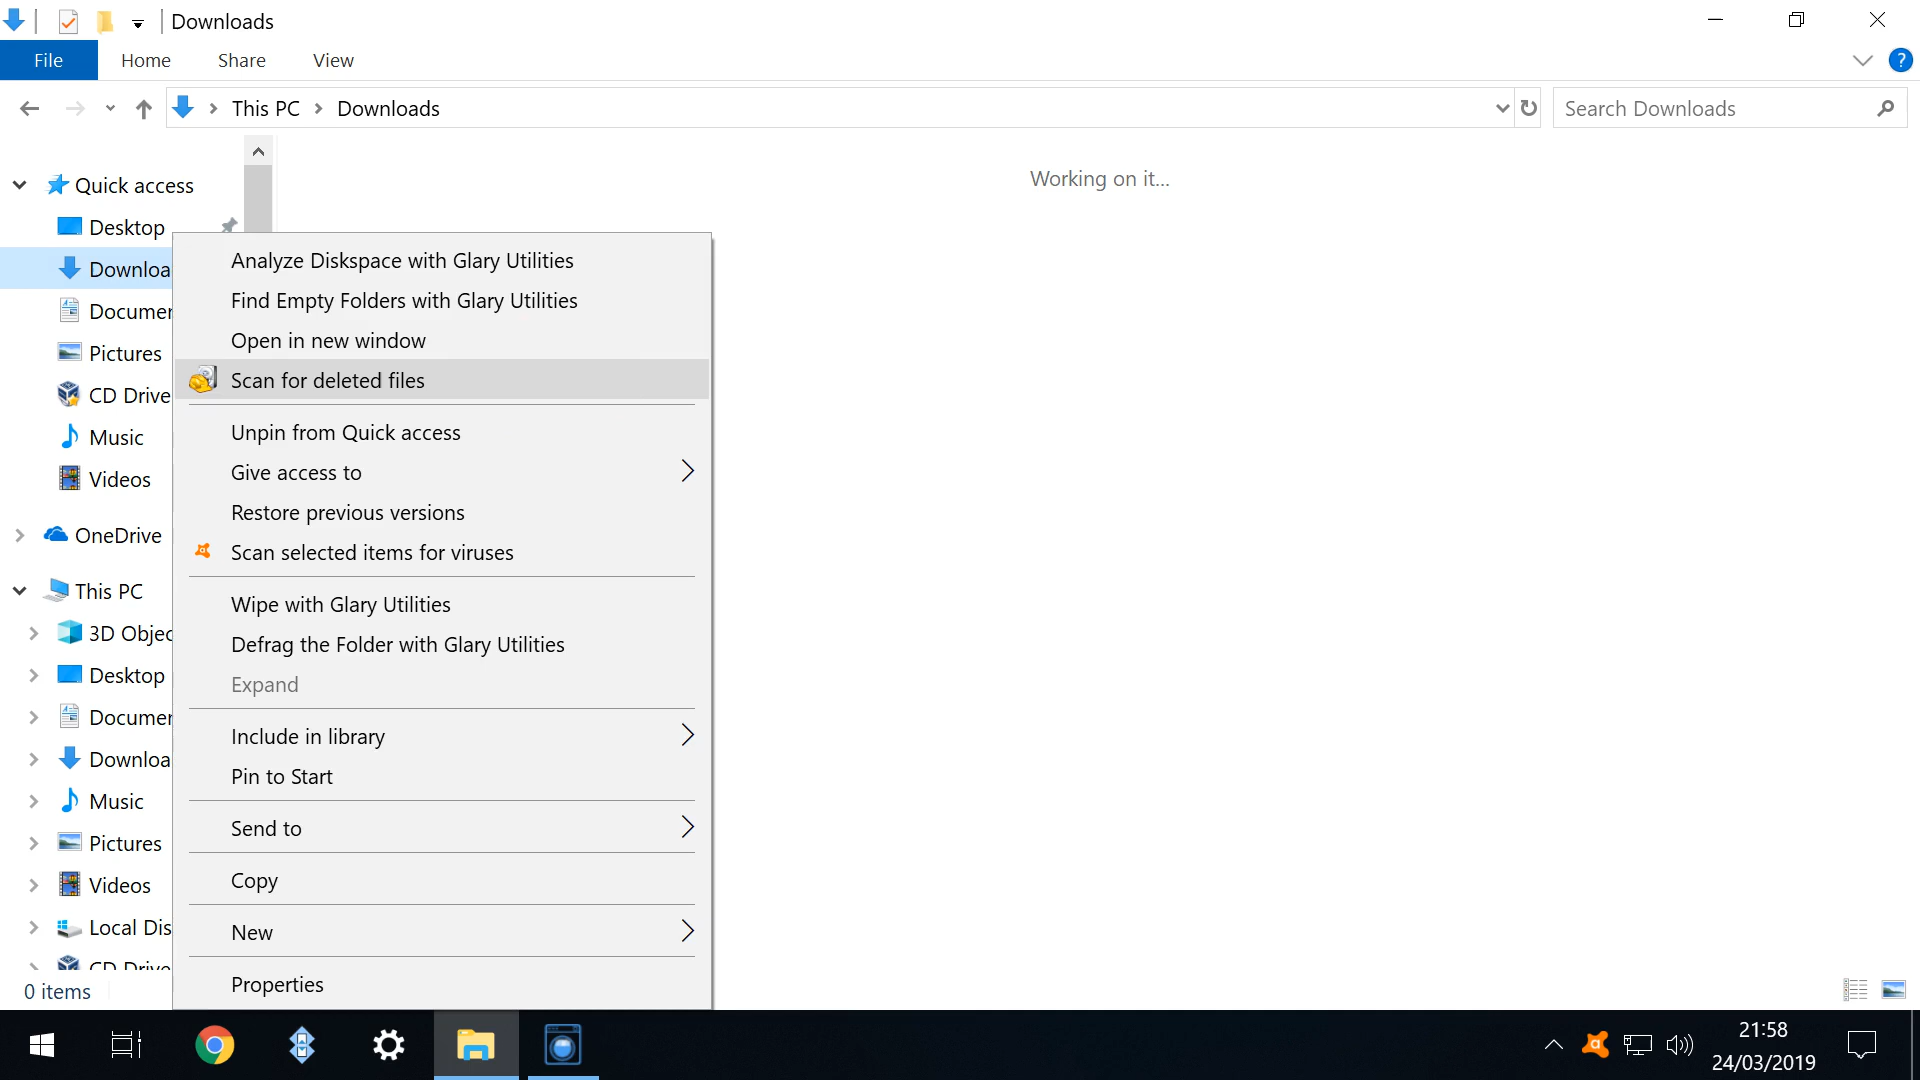 Downloads
File Home Share View
?
This PC Downloads
Search Downloads
Working on it...
Quick access
Desktop
Downloa
Documen
Pictures
CD Drive
Music
Videos
OneDrive
This PC
3D Objec
Desktop
Documen
Downloa
Music
Pictures
Videos
Local Dis
CD Drive
0 items
Analyze Diskspace with Glary Utilities
Find Empty Folders with Glary Utilities
Open in new window
Scan for deleted files
Unpin from Quick access
Give access to
Restore previous versions
Scan selected items for viruses
Wipe with Glary Utilities
Defrag the Folder with Glary Utilities
Expand
Include in library
Pin to Start
Send to
Copy
New
Properties
21:58
24/03/2019